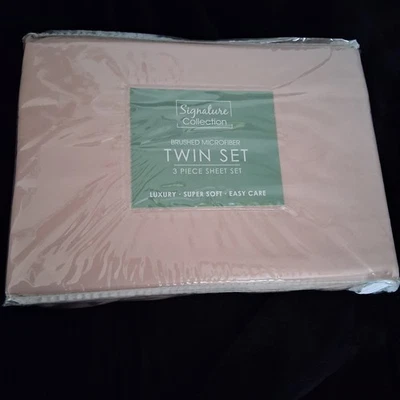 Signature
Collection
BRUSHED MICROFIBER
TWIN SET
3 PIECE SHEET SET
LUXURY · SUPER SOFT · EASY CARE